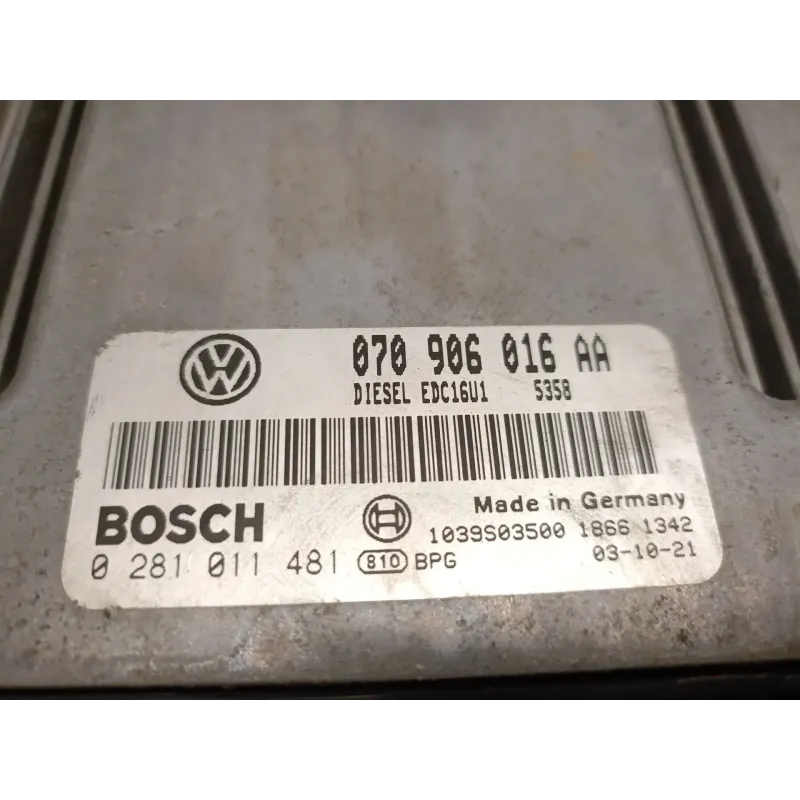 VW
070 906 016 AA
DIESEL EDC16U1 5358
BOSCH
Made in Germany
1039S03500 1866 1342
0 281 011 481 810 BPG
03-10-21